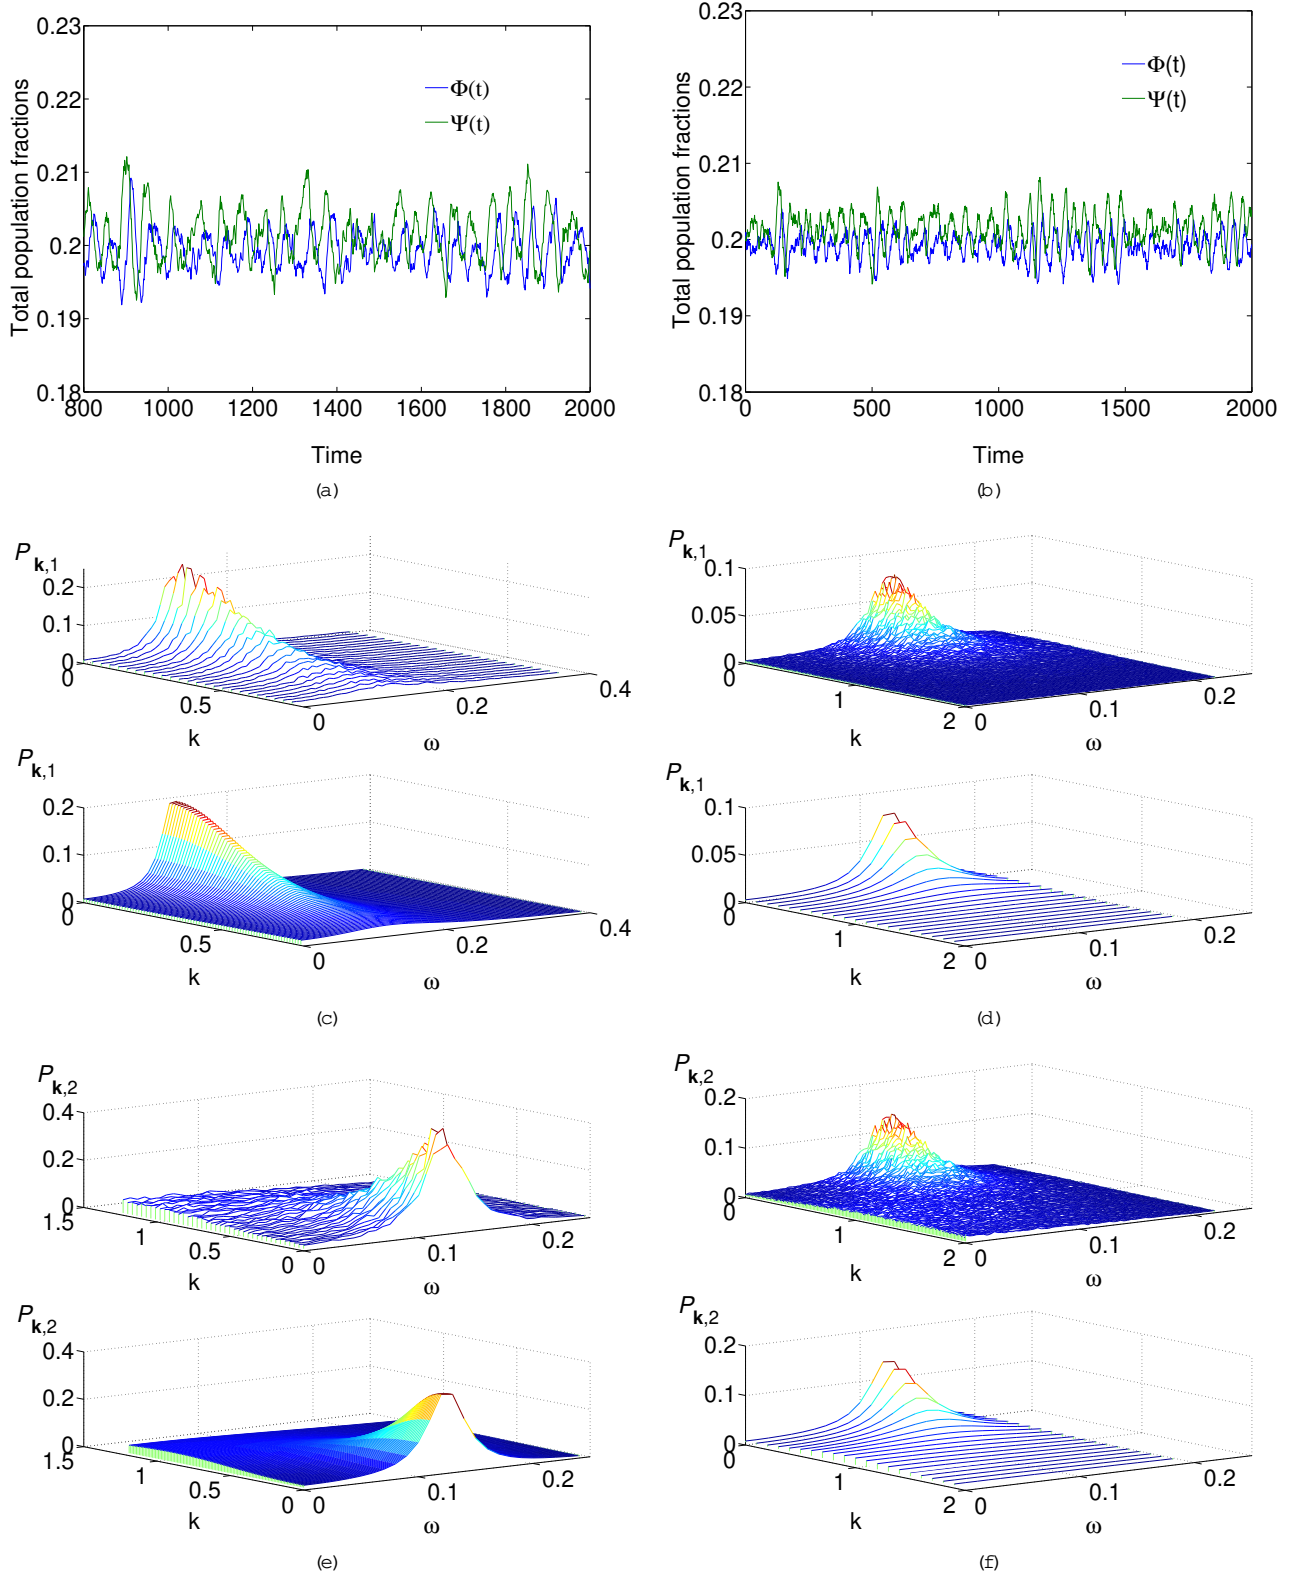 0.23
0.22
0.21
0.2
0.19
0.18
Total population fractions
Φ(t)
Ψ(t)
800 1000 1200 1400 1600 1800 2000
Time
(a)
0.23
0.22
0.21
0.2
0.19
0.18
Total population fractions
Φ(t)
Ψ(t)
0 500 1000 1500 2000
Time
(b)
P k,1
0.2
0.1
0
0 0.5 0 0.2 0.4
k ω
P k,1
0.2
0.1
0
0 0.5 0 0.2 0.4
k ω
(c)
P k,1
0.1
0.05
0
0 1 2 0 0.1 0.2
k ω
P k,1
0.1
0.05
0
0 1 2 0 0.1 0.2
k ω
(d)
P k,2
0.4
0.2
0
1.5 1 0.5 0 0 0.1 0.2
k ω
P k,2
0.4
0.2
0
1.5 1 0.5 0 0 0.1 0.2
k ω
(e)
P k,2
0.2
0.1
0
0 1 2 0 0.1 0.2
k ω
P k,2
0.2
0.1
0
0 1 2 0 0.1 0.2
k ω
(f)